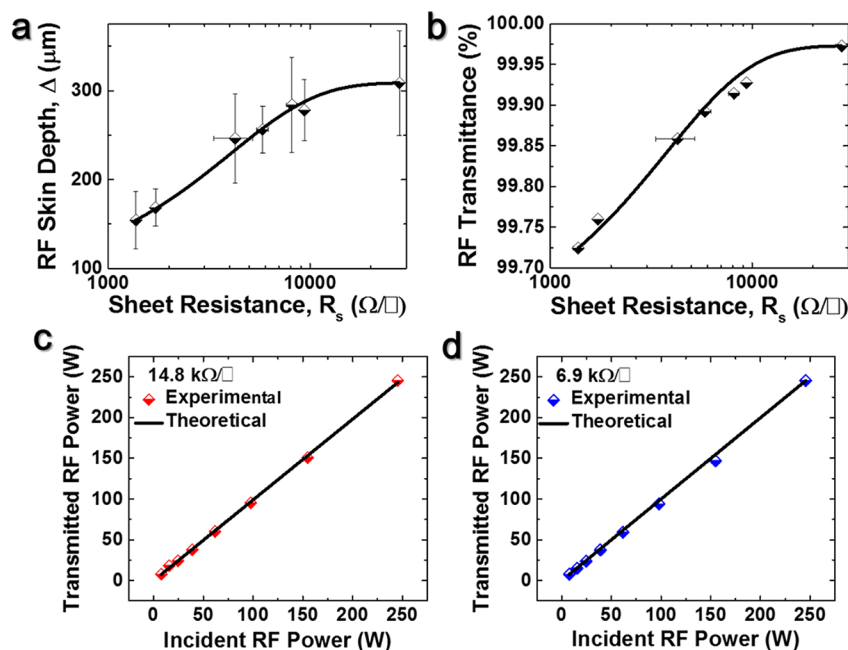 a
RF Skin Depth, Δ (μm)
300
200
100
1000
10000
Sheet Resistance, Rs (Ω/□)
b
RF Transmittance (%)
100.00
99.95
99.90
99.85
99.80
99.75
99.70
1000
10000
Sheet Resistance, Rs (Ω/□)
c
Transmitted RF Power (W)
250
200
150
100
50
0
14.8 kΩ/□
Experimental
Theoretical
0 50 100 150 200 250
Incident RF Power (W)
d
Transmitted RF Power (W)
250
200
150
100
50
0
6.9 kΩ/□
Experimental
Theoretical
0 50 100 150 200 250
Incident RF Power (W)